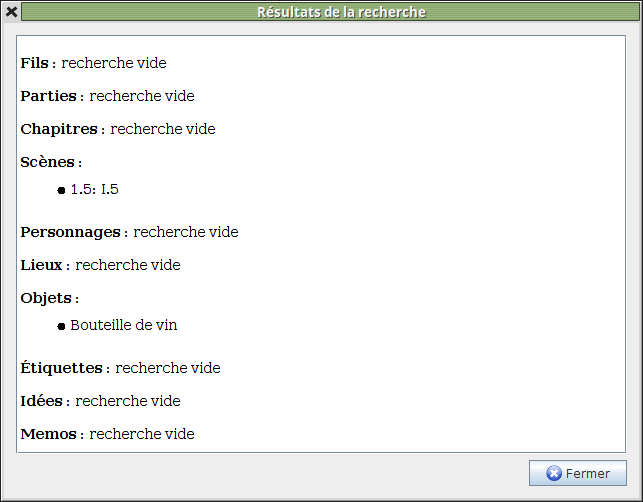 Résultats de la recherche
Fils : recherche vide
Parties : recherche vide
Chapitres : recherche vide
Scènes :
1.5: I.5
Personnages : recherche vide
Lieux : recherche vide
Objets :
Bouteille de vin
Étiquettes : recherche vide
Idées : recherche vide
Memos : recherche vide
Fermer